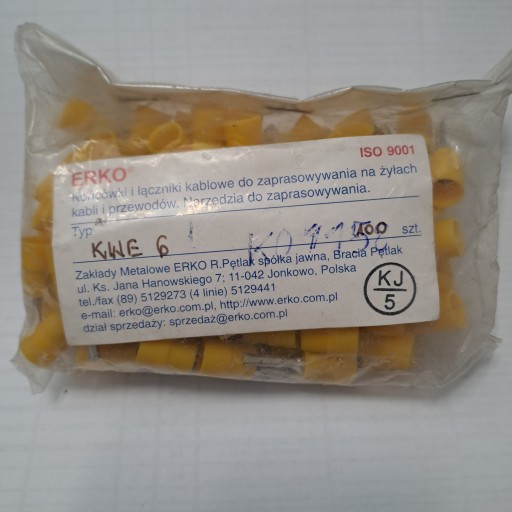 ERKO®
ISO 9001
Końcówki i łączniki kablowe do zaprasowywania na żyłach
kabli i przewodów. Narzędzia do zaprasowywania.
Typ
KWE 6
100 szt.
Zakłady Metalowe ERKO R.Pętlak spółka jawna, Bracia Pętlak
ul. Ks. Jana Hanowskiego 7; 11-042 Jonkowo, Polska
tel./fax (89) 5129273 (4 linie) 5129441
e-mail: erko@erko.com.pl, http://www.erko.com.pl
dział sprzedaży: sprzedaż@erko.com.pl
KJ
5